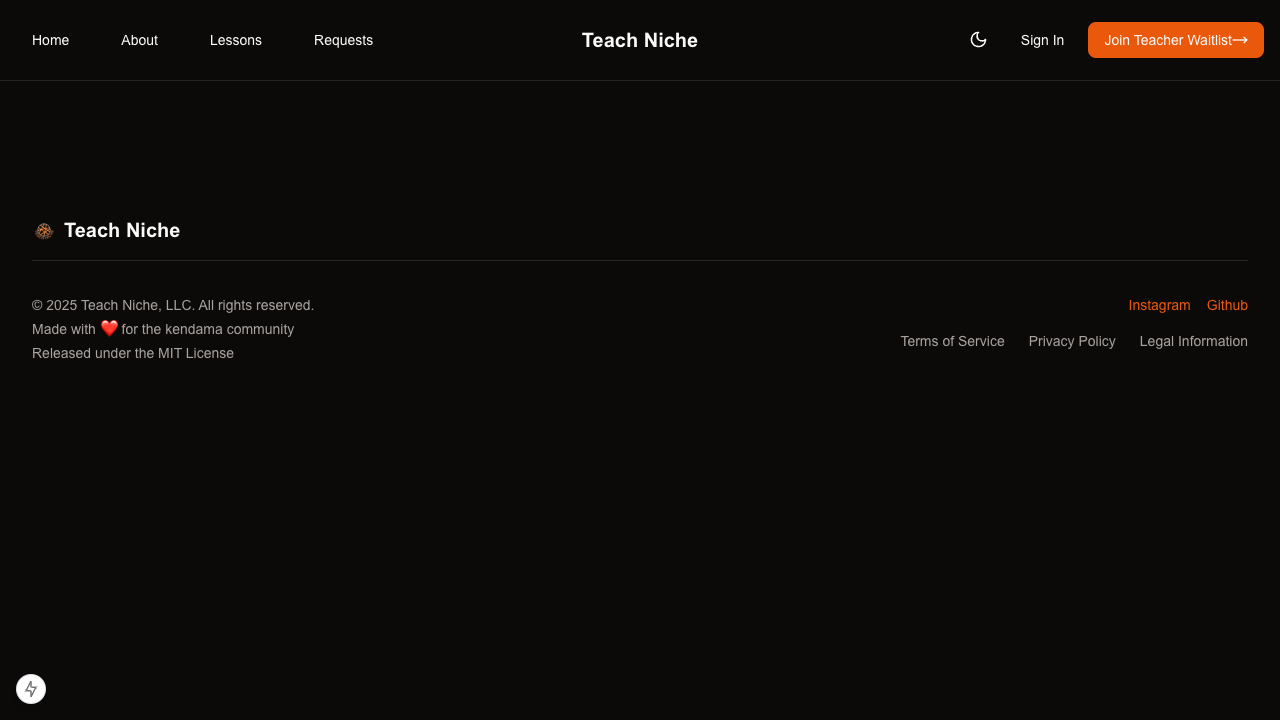 Home About Lessons Requests Teach Niche Sign In Join Teacher Waitlist→
Teach Niche
© 2025 Teach Niche, LLC. All rights reserved.
Made with ❤️ for the kendama community
Released under the MIT License
Instagram Github
Terms of Service Privacy Policy Legal Information